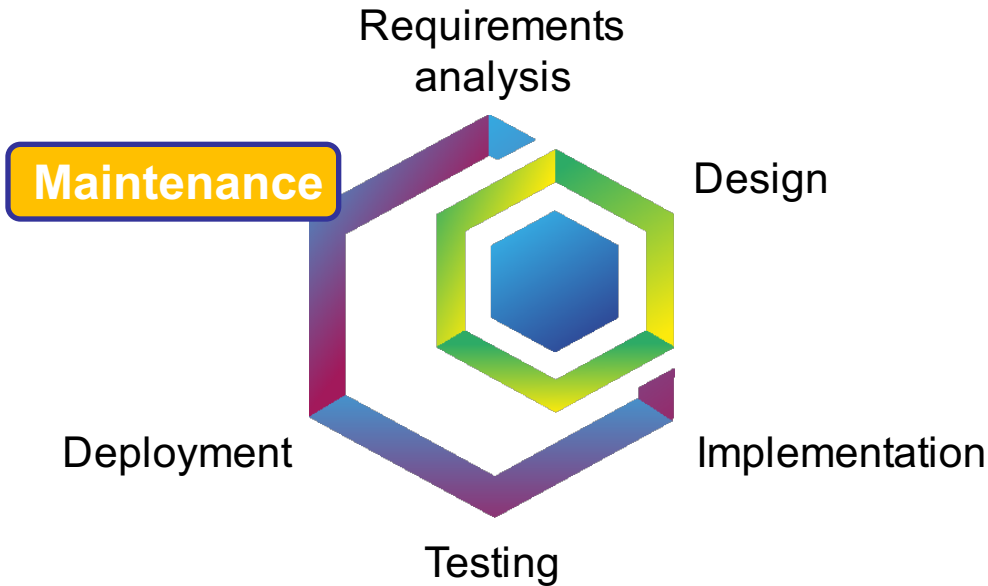 Requirements
analysis
Maintenance
Design
Deployment
Implementation
Testing